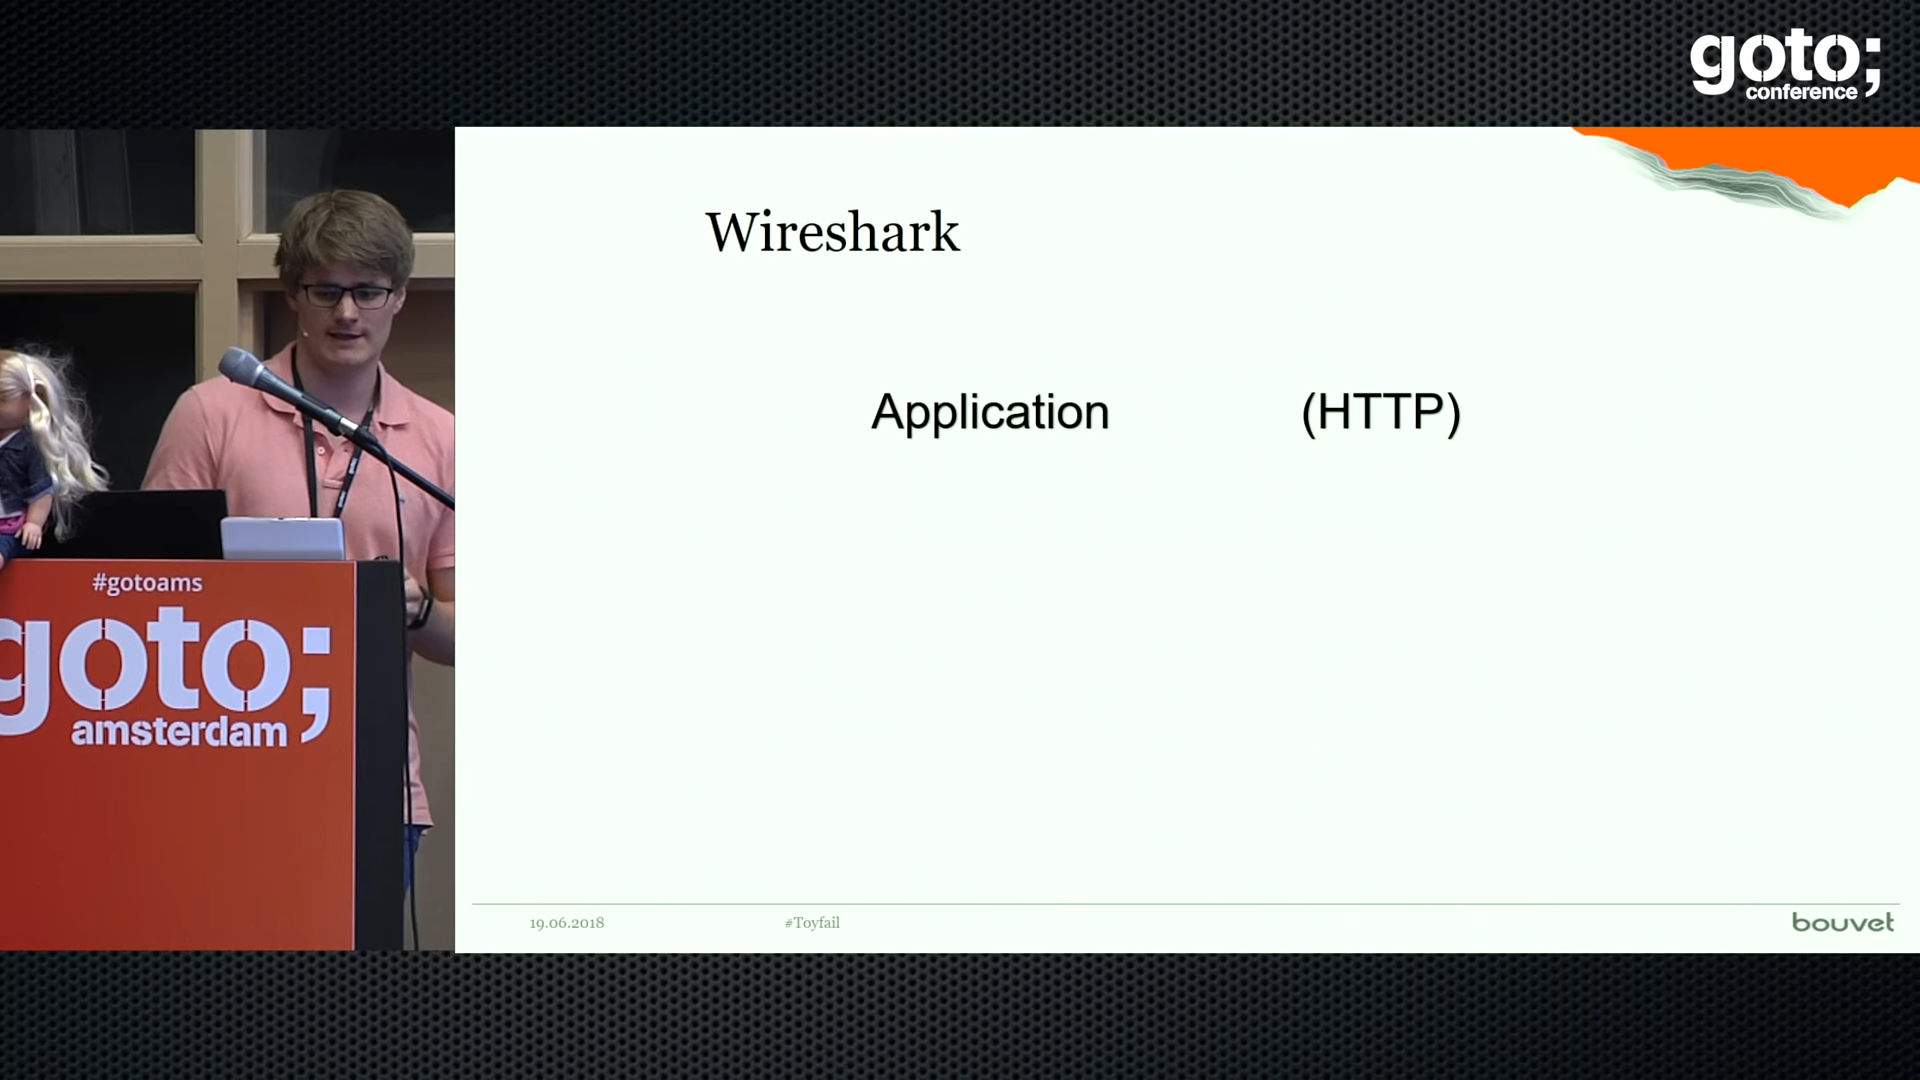 goto;
conference
Wireshark
Application (HTTP)
#gotoams
goto;
amsterdam
19.06.2018 #Toyfail bouvet